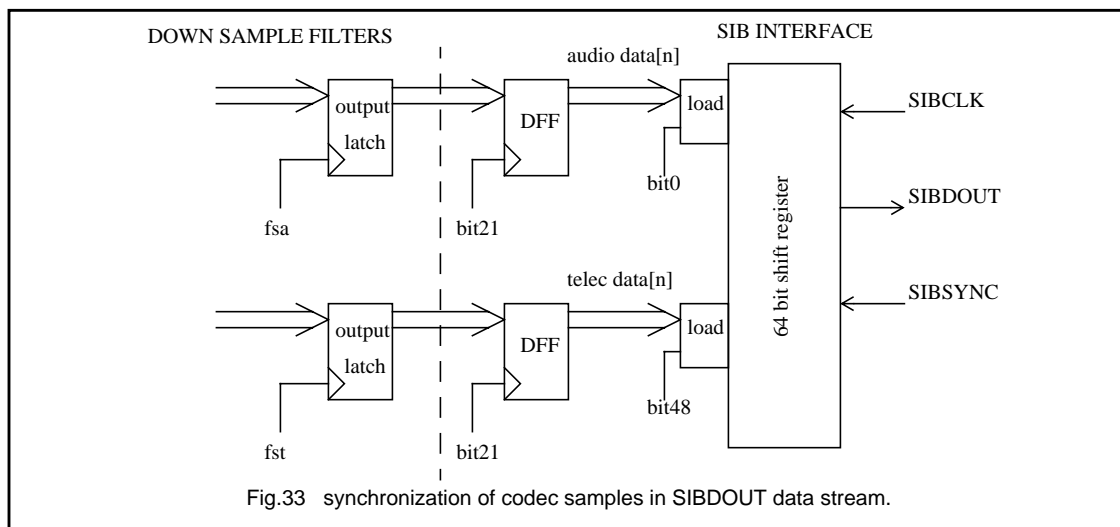 DOWN SAMPLE FILTERS
SIB INTERFACE
audio data[n]
output
latch
DFF
load
SIBCLK
bit0
fsa
bit21
SIBDOUT
64 bit shift register
telec data[n]
output
latch
DFF
load
SIBSYNC
bit48
fst
bit21
Fig.33 synchronization of codec samples in SIBDOUT data stream.